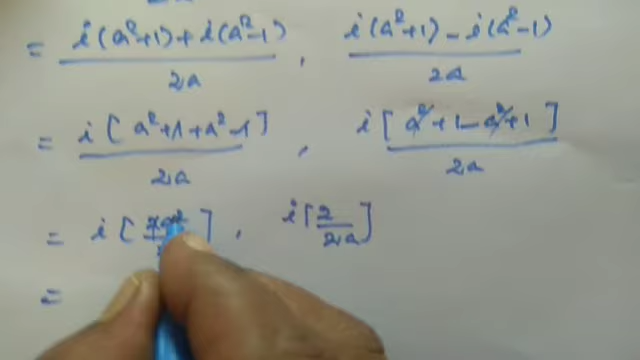 = i(a²+1)+i(a²-1) / 2a , i(a²+1)-i(a²-1) / 2a
= i[a²+1+a²-1] / 2a , i[a²+1-a²+1] / 2a
= i[2a² / ] , i[2 / 2a]
=